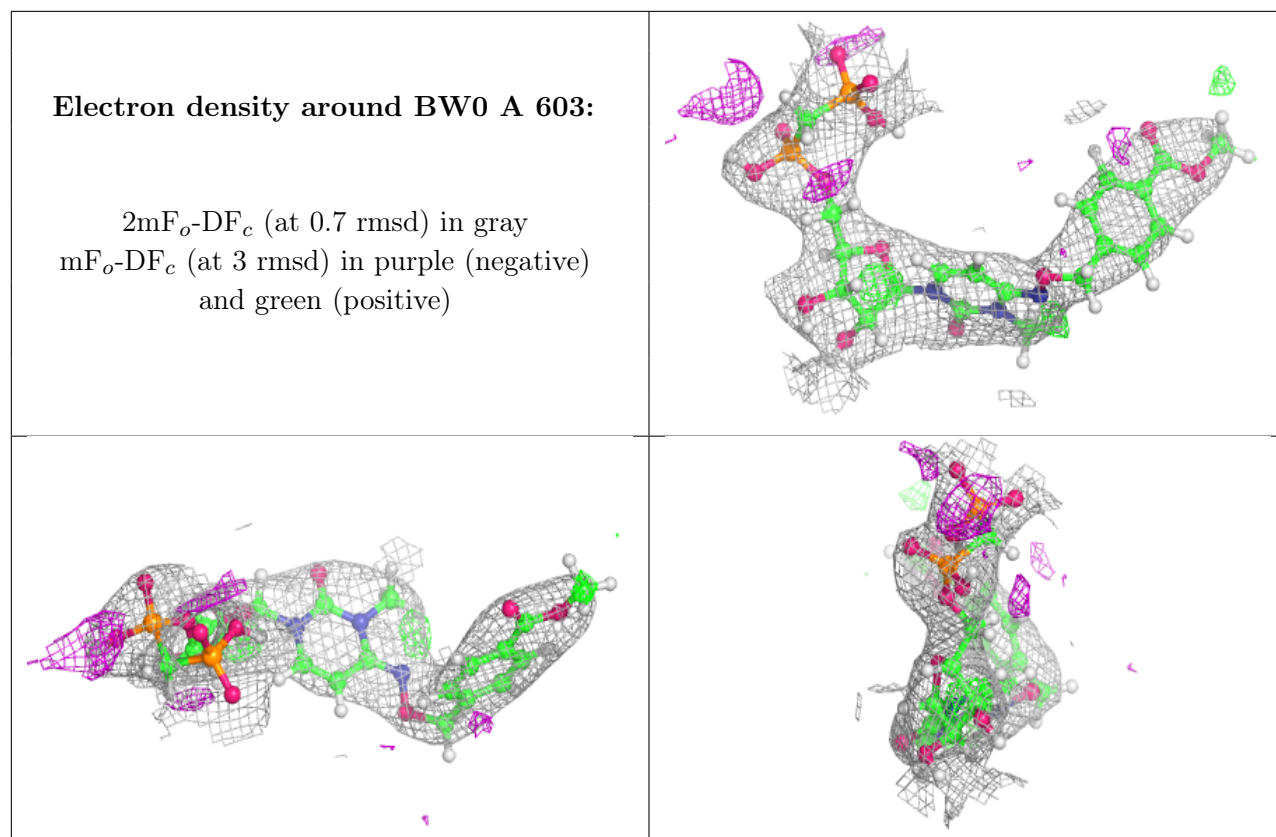 Electron density around BW0 A 603:
2mFₒ-DF𝒸 (at 0.7 rmsd) in gray
mFₒ-DF𝒸 (at 3 rmsd) in purple (negative)
and green (positive)